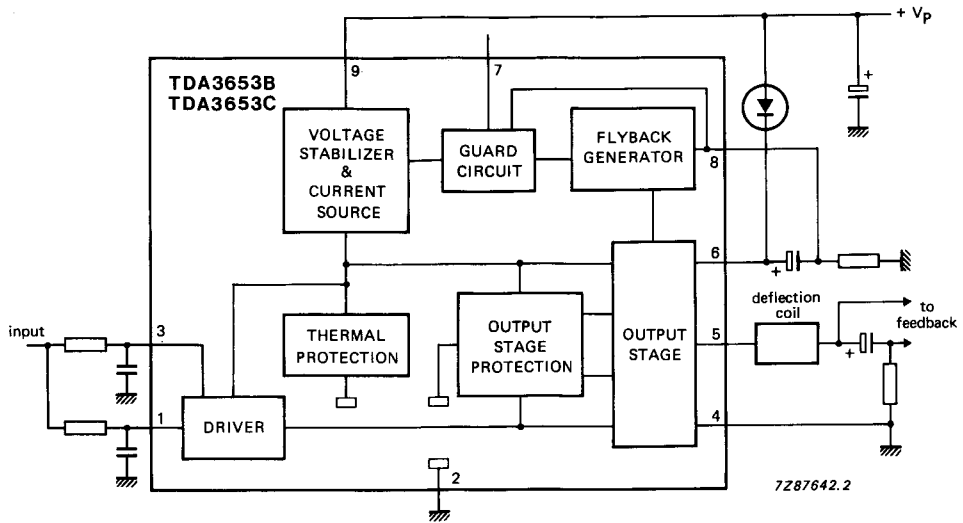 + VP
9
7
TDA3653B
TDA3653C
VOLTAGE
STABILIZER
&
CURRENT
SOURCE
GUARD
CIRCUIT
FLYBACK
GENERATOR
8
+
6
+
input
3
THERMAL
PROTECTION
OUTPUT
STAGE
PROTECTION
OUTPUT
STAGE
5
deflection
coil
to
feedback
+
1
DRIVER
4
2
7Z87642.2